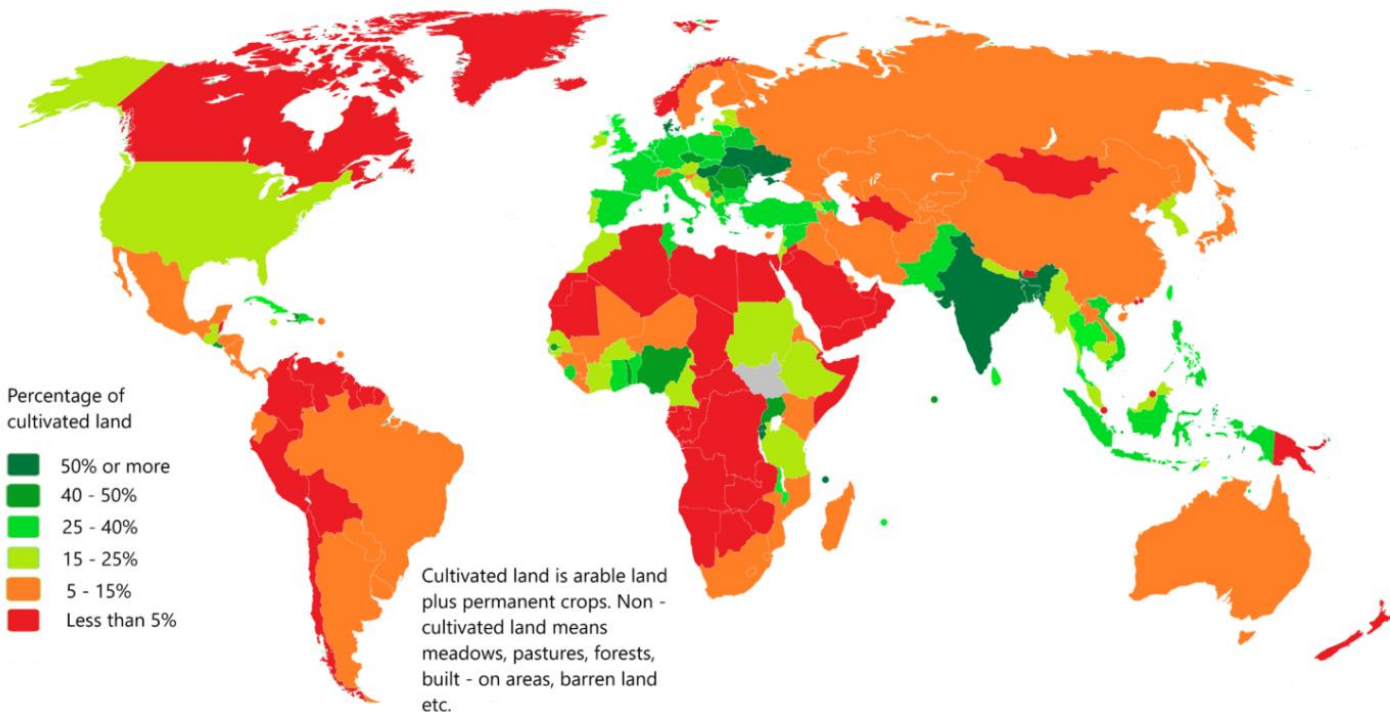 Percentage of
cultivated land
50% or more
40 - 50%
25 - 40%
15 - 25%
5 - 15%
Less than 5%
Cultivated land is arable land
plus permanent crops. Non -
cultivated land means
meadows, pastures, forests,
built - on areas, barren land
etc.